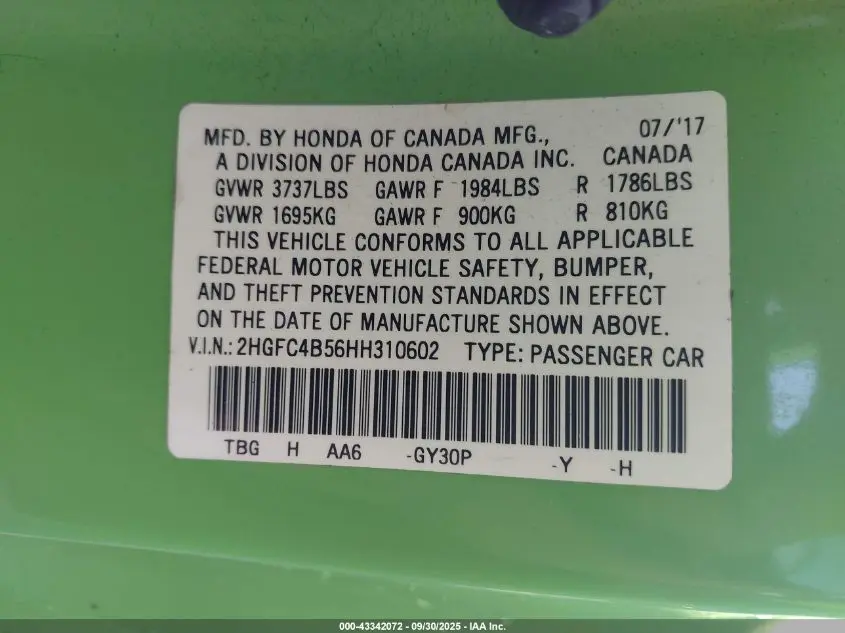 MFD. BY HONDA OF CANADA MFG., 07/'17
A DIVISION OF HONDA CANADA INC. CANADA
GVWR 3737LBS GAWR F 1984LBS R 1786LBS
GVWR 1695KG GAWR F 900KG R 810KG
THIS VEHICLE CONFORMS TO ALL APPLICABLE
FEDERAL MOTOR VEHICLE SAFETY, BUMPER,
AND THEFT PREVENTION STANDARDS IN EFFECT
ON THE DATE OF MANUFACTURE SHOWN ABOVE.
V.I.N.: 2HGFC4B56HH310602 TYPE: PASSENGER CAR
TBG H AA6 -GY30P -Y -H
000-43342072 - 09/30/2025 - IAA Inc.